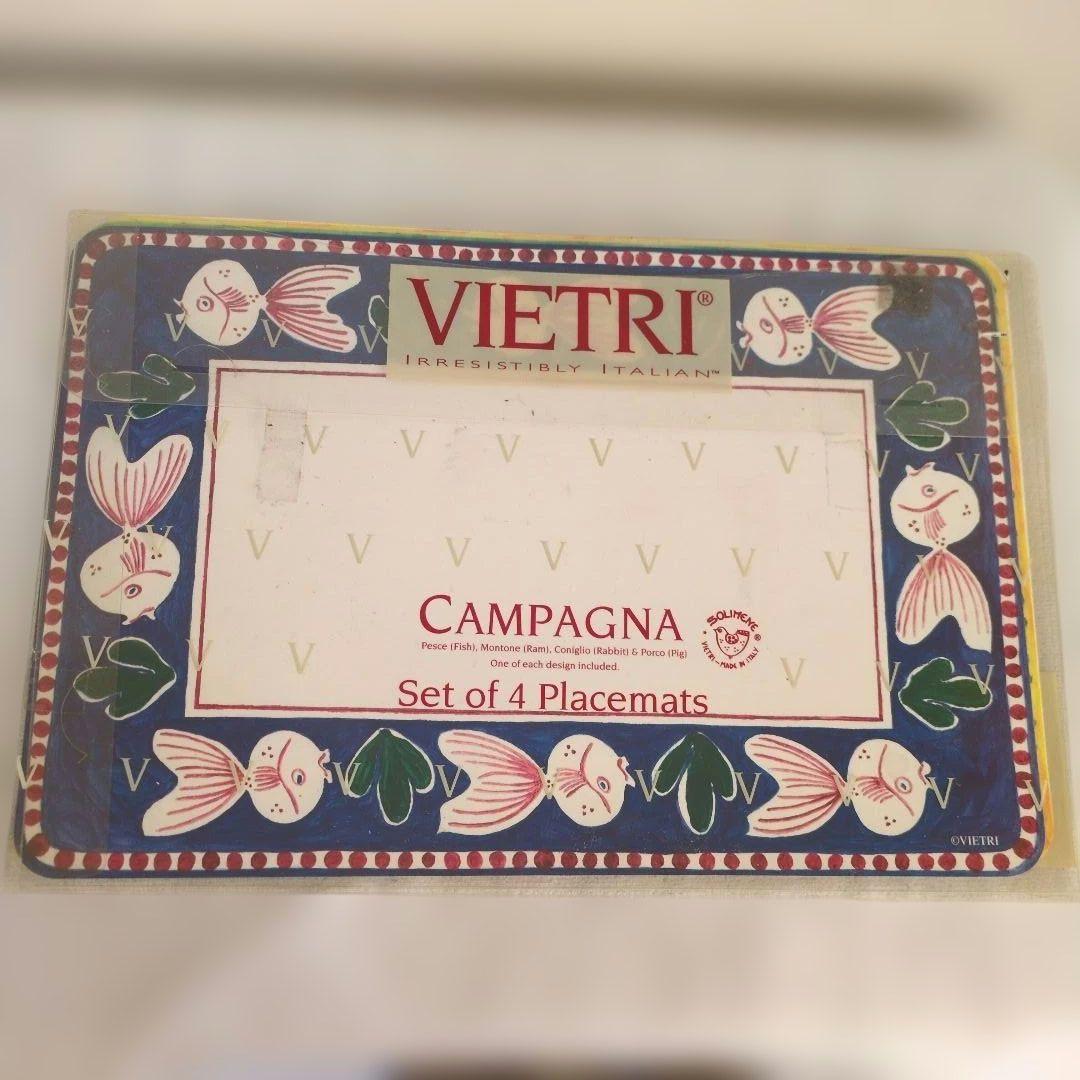 VIETRI®
IRRESISTIBLY ITALIAN™
V V V V V
V V V V V V V V V
V V V V V V V V V
V V V V V
CAMPAGNA
Pesce (Fish), Montone (Ram), Coniglio (Rabbit) & Porco (Pig)
One of each design included.
Set of 4 Placemats
SOLIMENE ®
VIETRI—MADE IN ITALY
V V V V V V V
©VIETRI